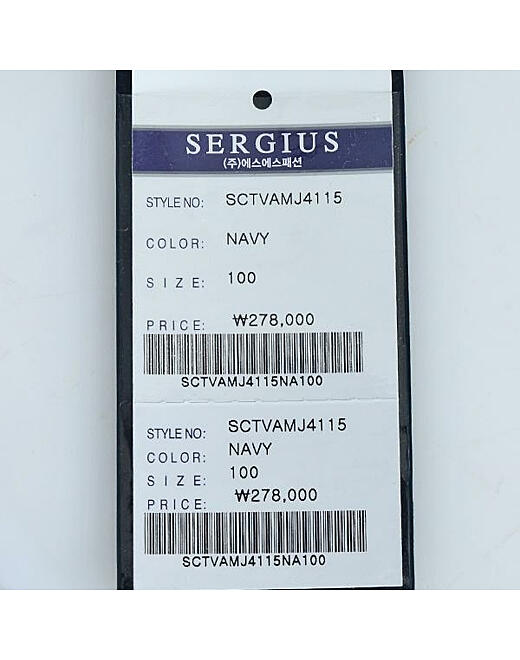 SERGIUS
(주)에스에스패션
STYLE NO: SCTVAMJ4115
COLOR: NAVY
SIZE: 100
PRICE: ₩278,000
SCTVAMJ4115NA100
STYLE NO: SCTVAMJ4115
COLOR: NAVY
SIZE: 100
PRICE: ₩278,000
SCTVAMJ4115NA100